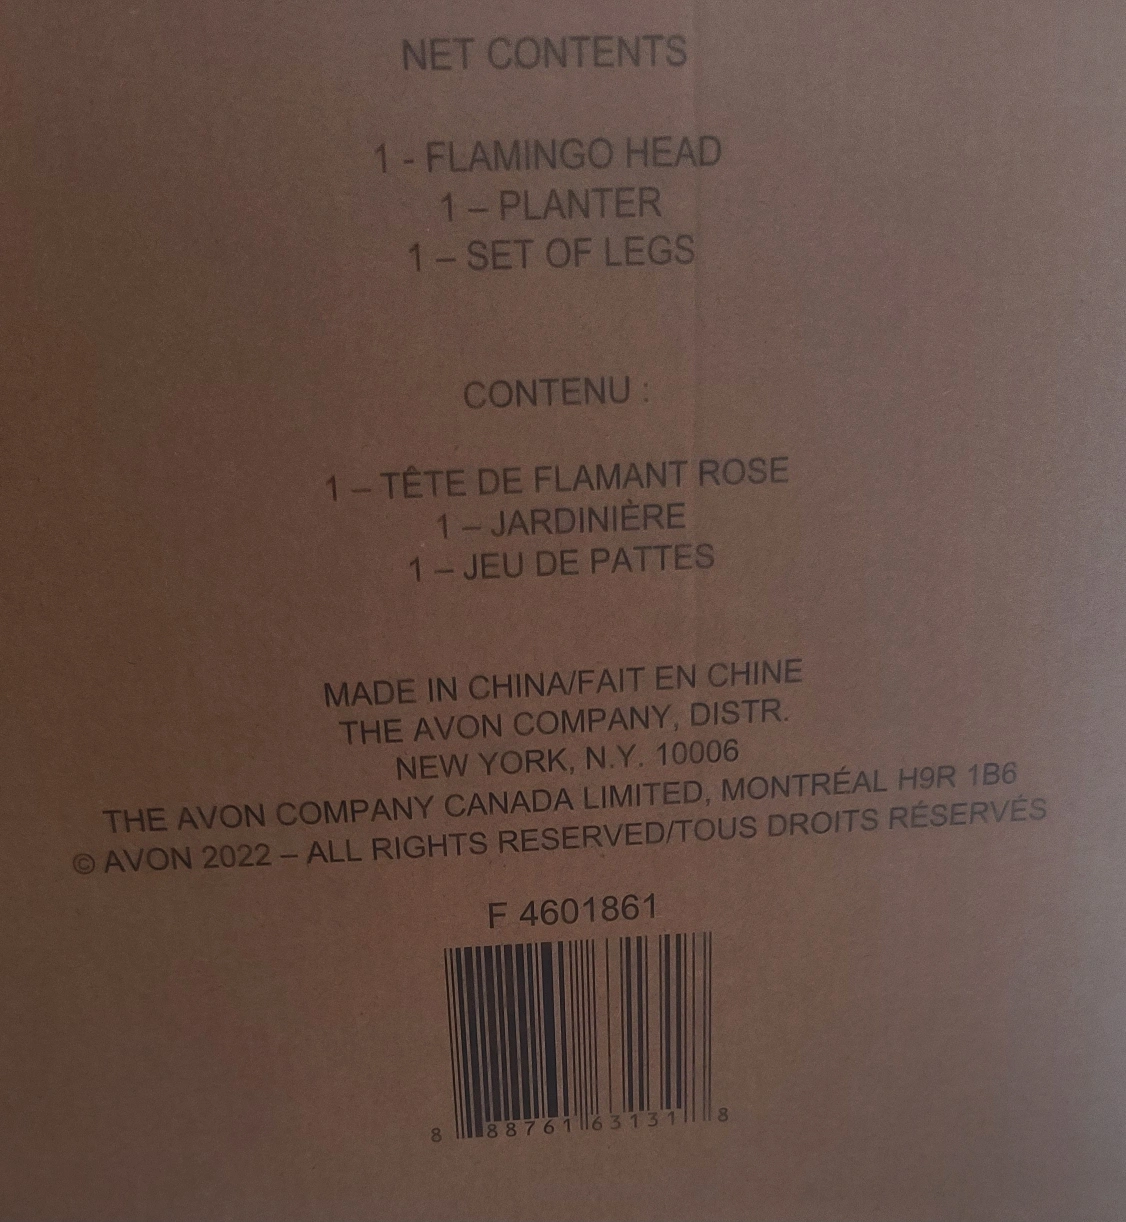 NET CONTENTS
1 - FLAMINGO HEAD
1 – PLANTER
1 – SET OF LEGS
CONTENU :
1 – TÊTE DE FLAMANT ROSE
1 – JARDINIÈRE
1 – JEU DE PATTES
MADE IN CHINA/FAIT EN CHINE
THE AVON COMPANY, DISTR.
NEW YORK, N.Y. 10006
THE AVON COMPANY CANADA LIMITED, MONTRÉAL H9R 1B6
© AVON 2022 – ALL RIGHTS RESERVED/TOUS DROITS RÉSERVÉS
F 4601861
8 88761 63131 8